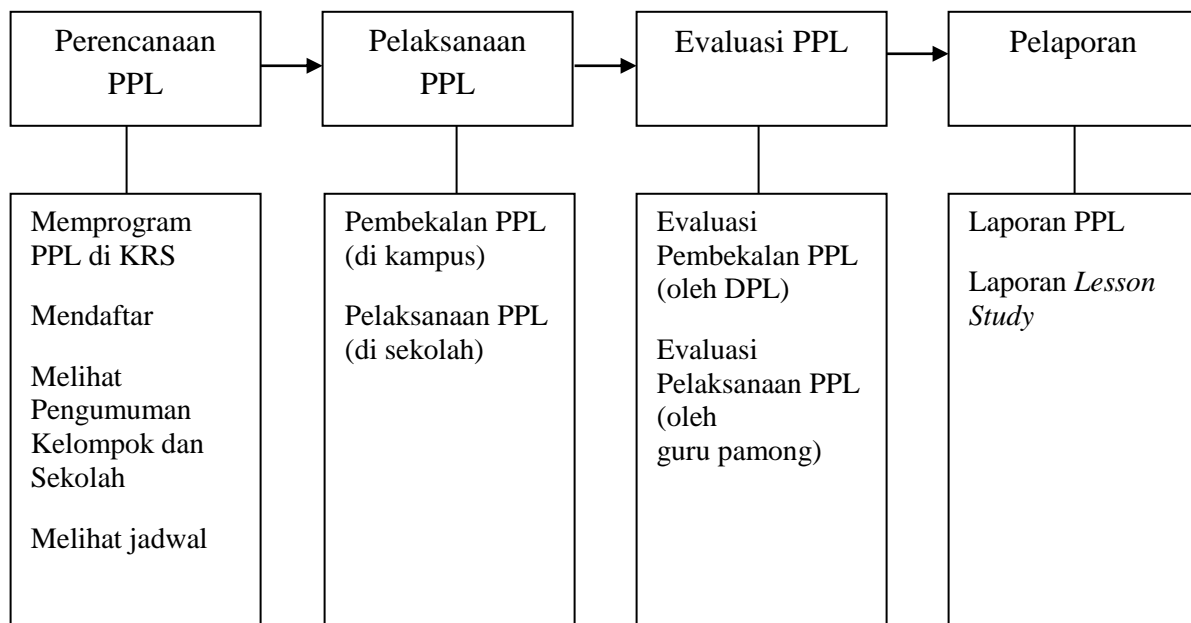 Perencanaan
PPL
Pelaksanaan
PPL
Evaluasi PPL
Pelaporan
Memprogram
PPL di KRS
Mendaftar
Melihat
Pengumuman
Kelompok dan
Sekolah
Melihat jadwal
Pembekalan PPL
(di kampus)
Pelaksanaan PPL
(di sekolah)
Evaluasi
Pembekalan PPL
(oleh DPL)
Evaluasi
Pelaksanaan PPL
(oleh
guru pamong)
Laporan PPL
Laporan Lesson
Study